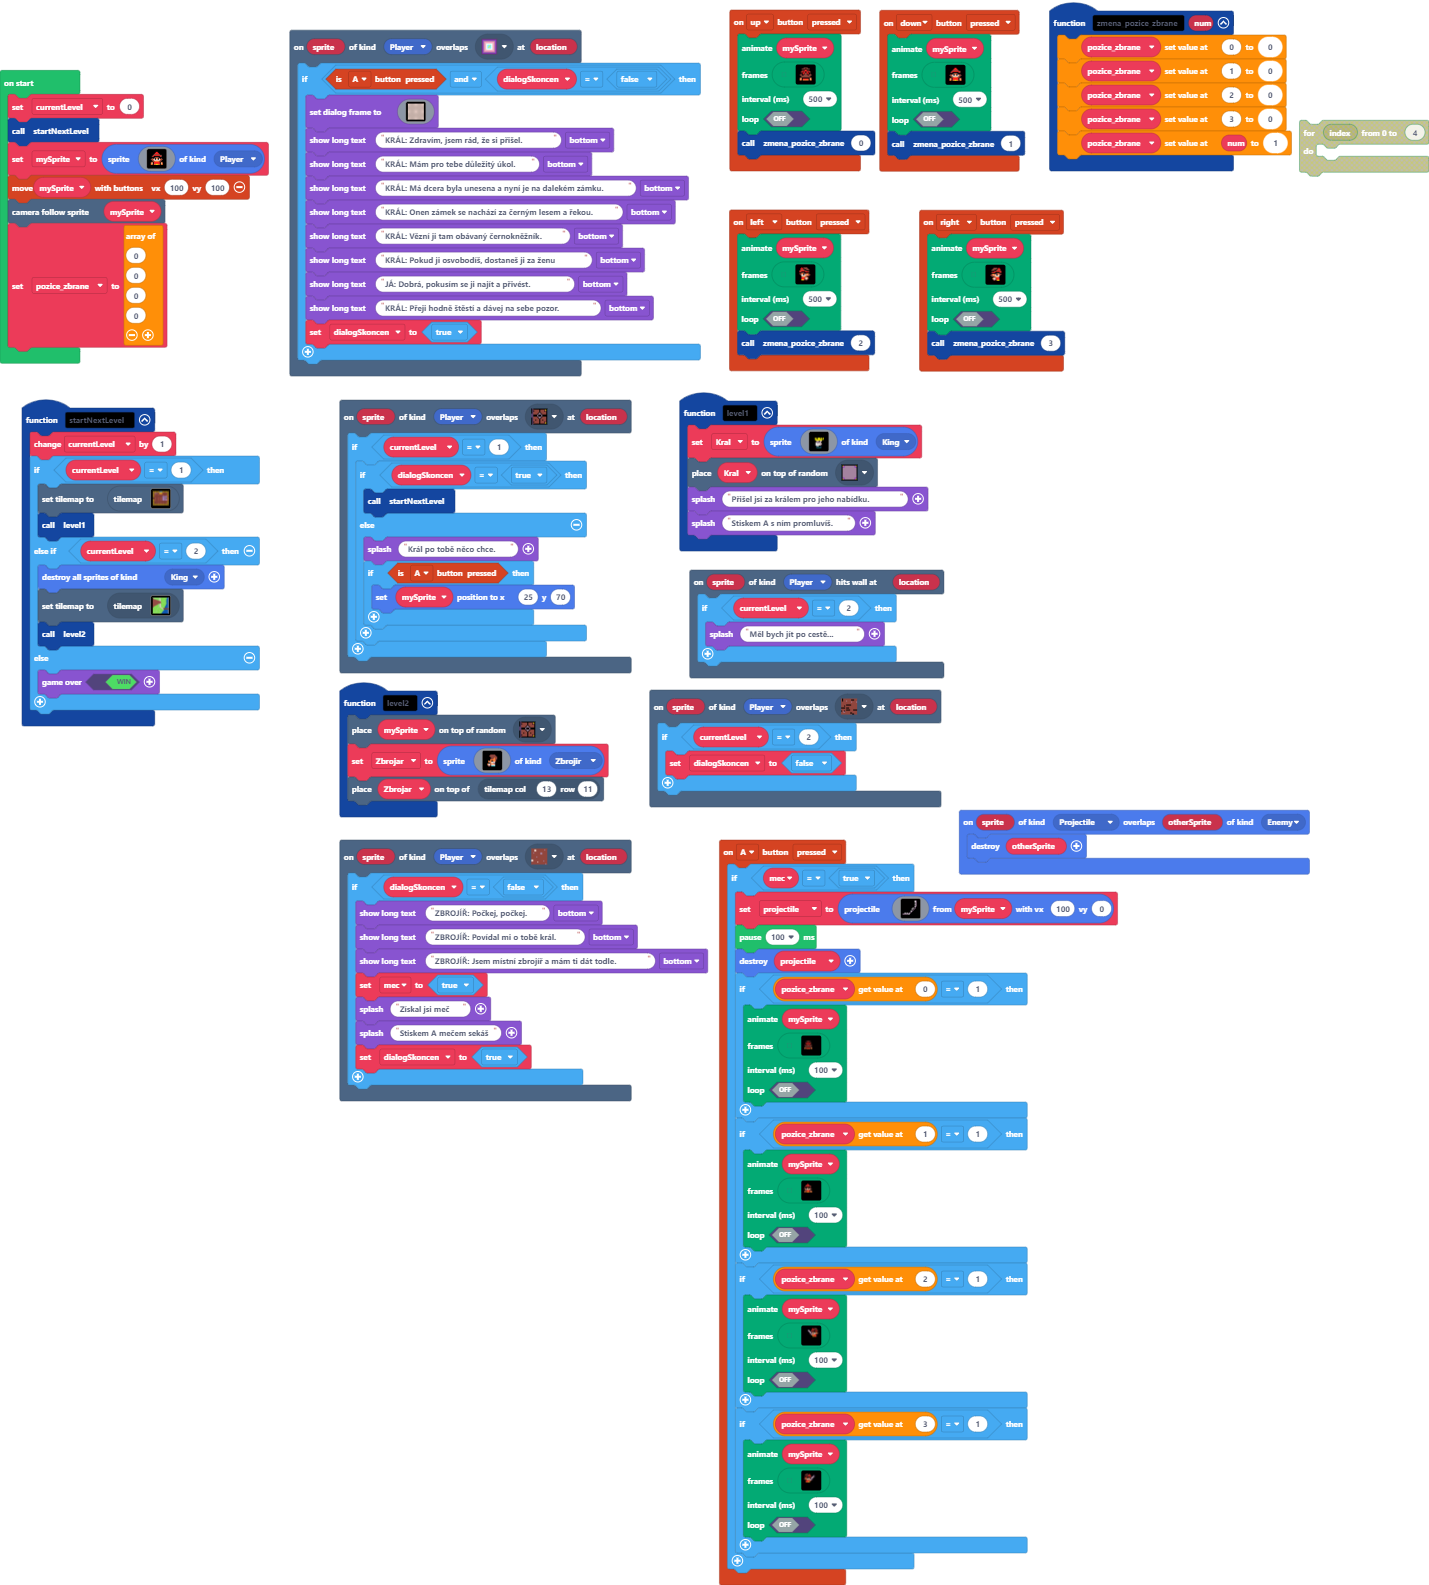 on start
set currentLevel to 0
call startNextLevel
set mySprite to sprite of kind Player
move mySprite with buttons vx 100 vy 100
camera follow sprite mySprite
set pozice_zbrane to array of
0
0
0
0
on sprite of kind Player overlaps at location
if is A button pressed and dialogSkoncen = false then
set dialog frame to
show long text "KRÁL: Zdravím, jsem rád, že si přišel." bottom
show long text "KRÁL: Mám pro tebe důležitý úkol." bottom
show long text "KRÁL: Má dcera byla unesena a nyní je na dalekém zámku." bottom
show long text "KRÁL: Onen zámek se nachází za černým lesem a řekou." bottom
show long text "KRÁL: Vězní ji tam obávaný černokněžník." bottom
show long text "KRÁL: Pokud ji osvobodíš, dostaneš ji za ženu" bottom
show long text "JÁ: Dobrá, pokusím se ji najít a přivést." bottom
show long text "KRÁL: Přeji hodně štěstí a dávej na sebe pozor." bottom
set dialogSkoncen to true
on up button pressed
animate mySprite
frames
interval (ms) 500
loop OFF
call zmena_pozice_zbrane 0
on down button pressed
animate mySprite
frames
interval (ms) 500
loop OFF
call zmena_pozice_zbrane 1
function zmena_pozice_zbrane num
pozice_zbrane set value at 0 to 0
pozice_zbrane set value at 1 to 0
pozice_zbrane set value at 2 to 0
pozice_zbrane set value at 3 to 0
pozice_zbrane set value at num to 1
for index from 0 to 4
do
on left button pressed
animate mySprite
frames
interval (ms) 500
loop OFF
call zmena_pozice_zbrane 2
on right button pressed
animate mySprite
frames
interval (ms) 500
loop OFF
call zmena_pozice_zbrane 3
function startNextLevel
change currentLevel by 1
if currentLevel = 1 then
set tilemap to tilemap
call level1
else if currentLevel = 2 then
destroy all sprites of kind King
set tilemap to tilemap
call level2
else
game over WIN
on sprite of kind Player overlaps at location
if currentLevel = 1 then
if dialogSkoncen = true then
call startNextLevel
else
splash "Král po tobě něco chce."
if is A button pressed then
set mySprite position to x 25 y 70
function level1
set Kral to sprite of kind King
place Kral on top of random
splash "Přišel jsi za králem pro jeho nabídku."
splash "Stiskem A s ním promluvíš."
on sprite of kind Player hits wall at location
if currentLevel = 2 then
splash "Měl bych jít po cestě..."
function level2
place mySprite on top of random
set Zbrojar to sprite of kind Zbrojir
place Zbrojar on top of tilemap col 13 row 11
on sprite of kind Player overlaps at location
if currentLevel = 2 then
set dialogSkoncen to false
on sprite of kind Projectile overlaps otherSprite of kind Enemy
destroy otherSprite
on sprite of kind Player overlaps at location
if dialogSkoncen = false then
show long text "ZBROJÍŘ: Počkej, počkej." bottom
show long text "ZBROJÍŘ: Povídal mi o tobě král." bottom
show long text "ZBROJÍŘ: Jsem místní zbrojíř a mám ti dát todle." bottom
set mec to true
splash "Získal jsi meč"
splash "Stiskem A mečem sekáš"
set dialogSkoncen to true
on A button pressed
if mec = true then
set projectile to projectile from mySprite with vx 100 vy 0
pause 100 ms
destroy projectile
if pozice_zbrane get value at 0 = 1 then
animate mySprite
frames
interval (ms) 100
loop OFF
if pozice_zbrane get value at 1 = 1 then
animate mySprite
frames
interval (ms) 100
loop OFF
if pozice_zbrane get value at 2 = 1 then
animate mySprite
frames
interval (ms) 100
loop OFF
if pozice_zbrane get value at 3 = 1 then
animate mySprite
frames
interval (ms) 100
loop OFF